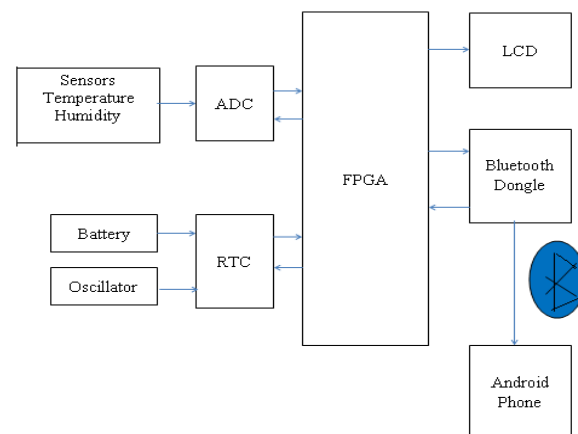 Sensors
Temperature
Humidity
ADC
FPGA
LCD
Bluetooth
Dongle
Battery
Oscillator
RTC
Android
Phone